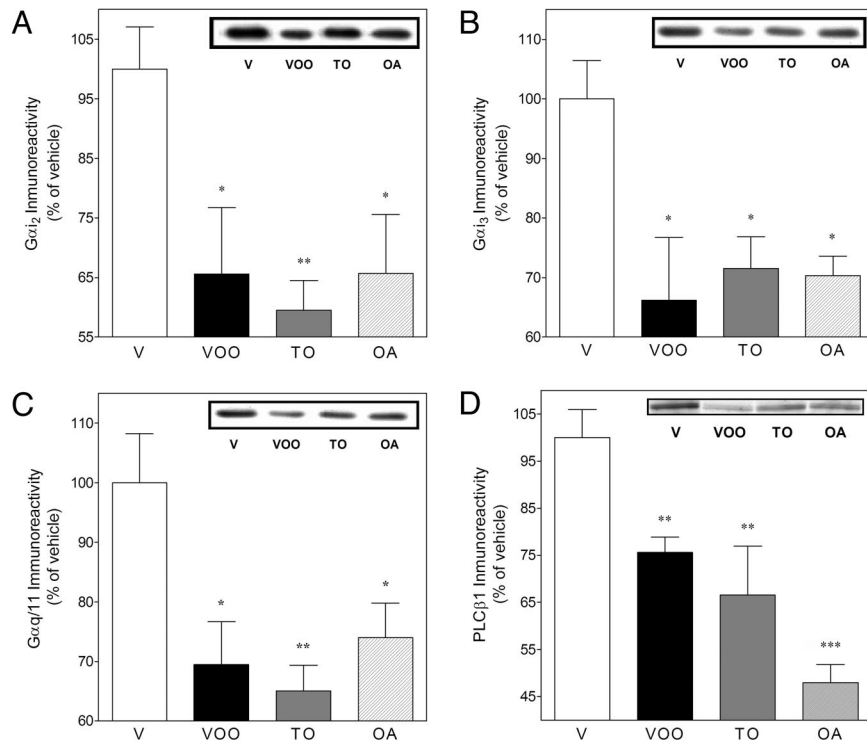 A
Gαi₂ Inmunoreactivity
(% of vehicle)
105
95
85
75
65
55
V VOO TO OA
* ** *
V VOO TO OA
B
Gαi₃ Inmunoreactivity
(% of vehicle)
110
100
90
80
70
60
V VOO TO OA
* * *
V VOO TO OA
C
Gαq/11 Immunoreactivity
(% of vehicle)
110
100
90
80
70
60
V VOO TO OA
* ** *
V VOO TO OA
D
PLCβ1 Immunoreactivity
(% of vehicle)
105
95
85
75
65
55
45
V VOO TO OA
** ** ***
V VOO TO OA